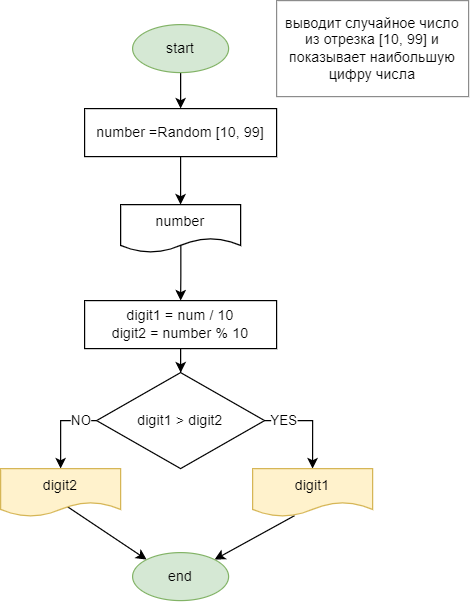 start
выводит случайное число
из отрезка [10, 99] и
показывает наибольшую
цифру числа
number =Random [10, 99]
number
digit1 = num / 10
digit2 = number % 10
digit1 > digit2
NO
YES
digit2
digit1
end